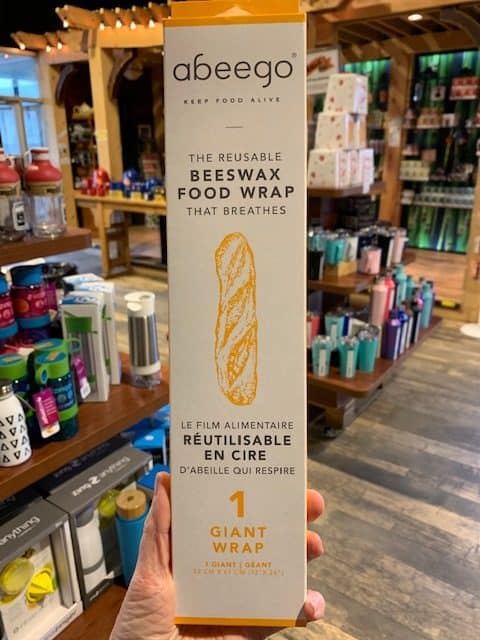 abeego®
KEEP FOOD ALIVE
THE REUSABLE
BEESWAX
FOOD WRAP
THAT BREATHES
LE FILM ALIMENTAIRE
RÉUTILISABLE
EN CIRE
D'ABEILLE QUI RESPIRE
1
GIANT
WRAP
1 GIANT | GÉANT